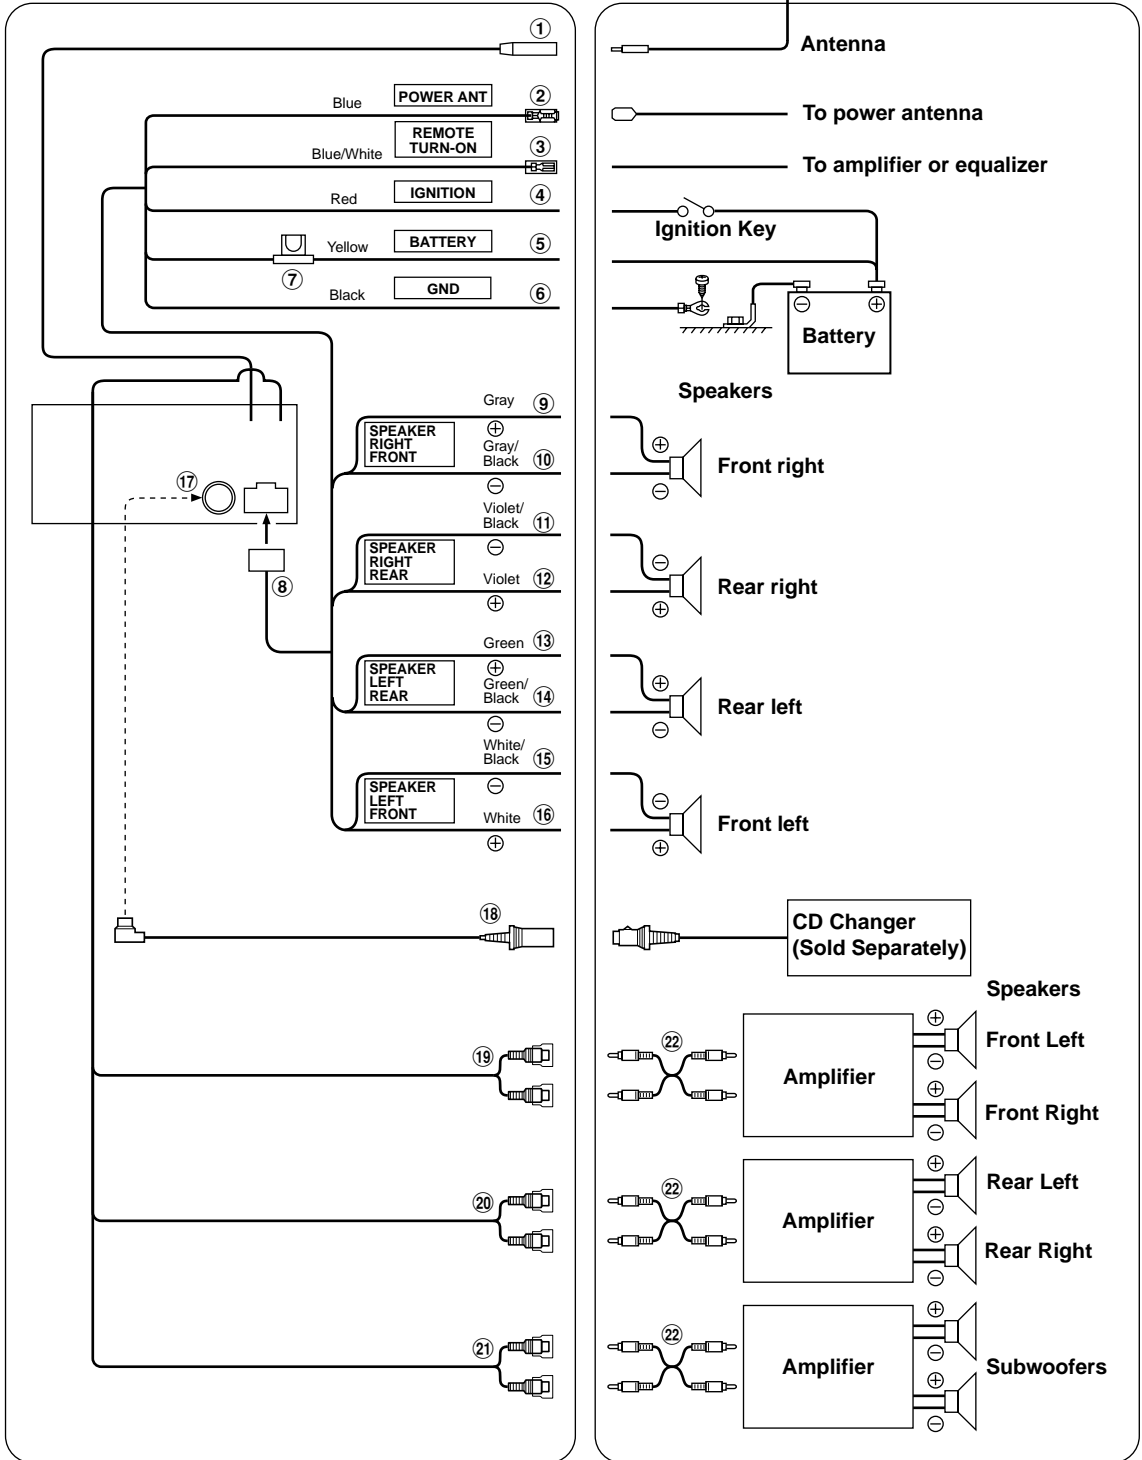 ①
Antenna
Blue
POWER ANT
②
To power antenna
REMOTE
TURN-ON
Blue/White
③
To amplifier or equalizer
Red
IGNITION
④
Ignition Key
⑦
Yellow
BATTERY
⑤
Black
GND
⑥
⊖ ⊕
Battery
Speakers
Gray ⑨
SPEAKER
RIGHT
FRONT
⊕
Gray/
Black ⑩
⊖
⊕
⊖
Front right
⑰
⑧
Violet/
Black ⑪
SPEAKER
RIGHT
REAR
⊖
Violet ⑫
⊕
⊖
⊕
Rear right
Green ⑬
SPEAKER
LEFT
REAR
⊕
Green/
Black ⑭
⊖
⊕
⊖
Rear left
White/
Black ⑮
SPEAKER
LEFT
FRONT
⊖
White ⑯
⊕
⊖
⊕
Front left
⑱
CD Changer
(Sold Separately)
Speakers
⑲
㉒
Amplifier
⊕
Front Left
⊖
⊕
Front Right
⊖
⑳
㉒
Amplifier
⊕
Rear Left
⊖
⊕
Rear Right
⊖
㉑
㉒
Amplifier
⊕
⊖
Subwoofers
⊕
⊖